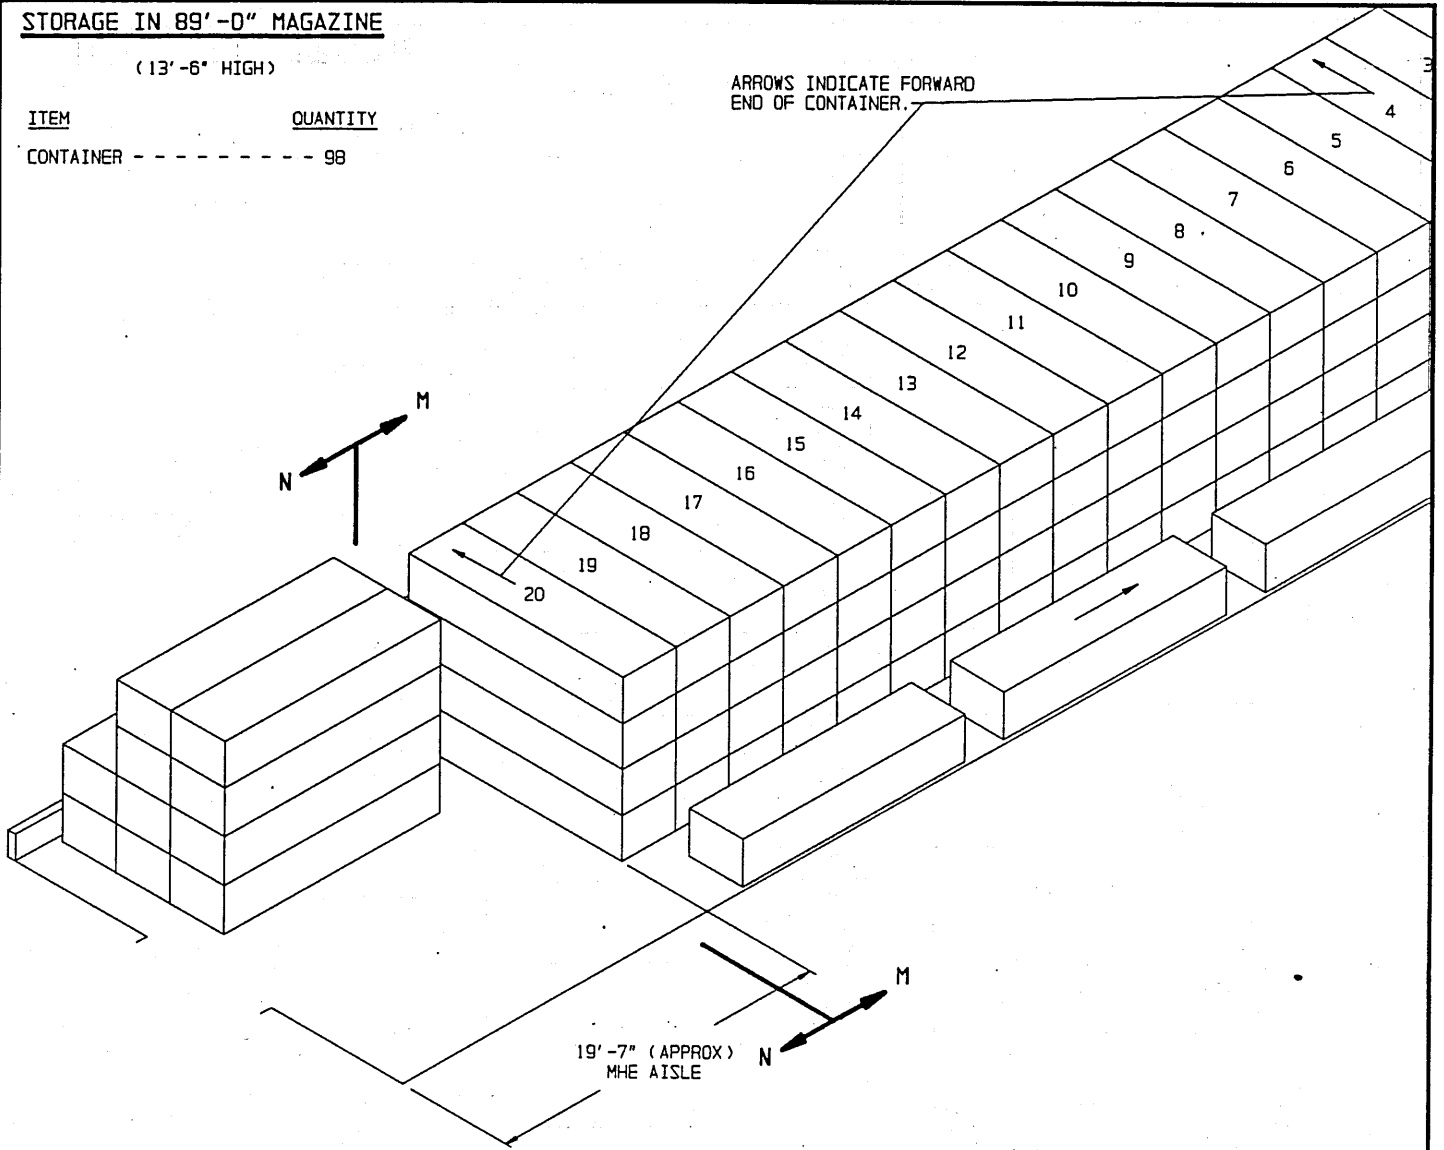 STORAGE IN 89'-0" MAGAZINE
(13'-6" HIGH)
ITEM QUANTITY
CONTAINER - - - - - - - - - - 98
ARROWS INDICATE FORWARD
END OF CONTAINER.
3
4
5
6
7
8
9
10
11
12
13
14
15
16
17
18
19
20
M
N
M
N
19'-7" (APPROX)
MHE AISLE